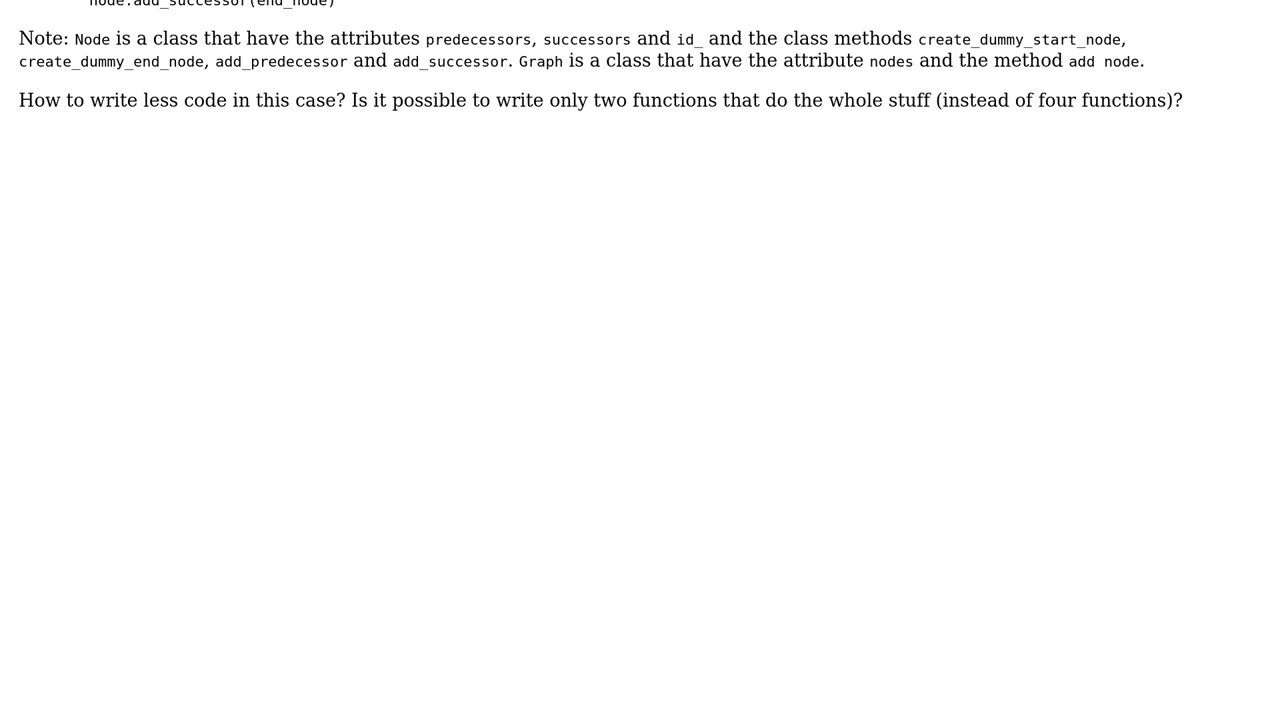 node.add_successor(end_node)
Note: Node is a class that have the attributes predecessors, successors and id_ and the class methods create_dummy_start_node,
create_dummy_end_node, add_predecessor and add_successor. Graph is a class that have the attribute nodes and the method add node.
How to write less code in this case? Is it possible to write only two functions that do the whole stuff (instead of four functions)?